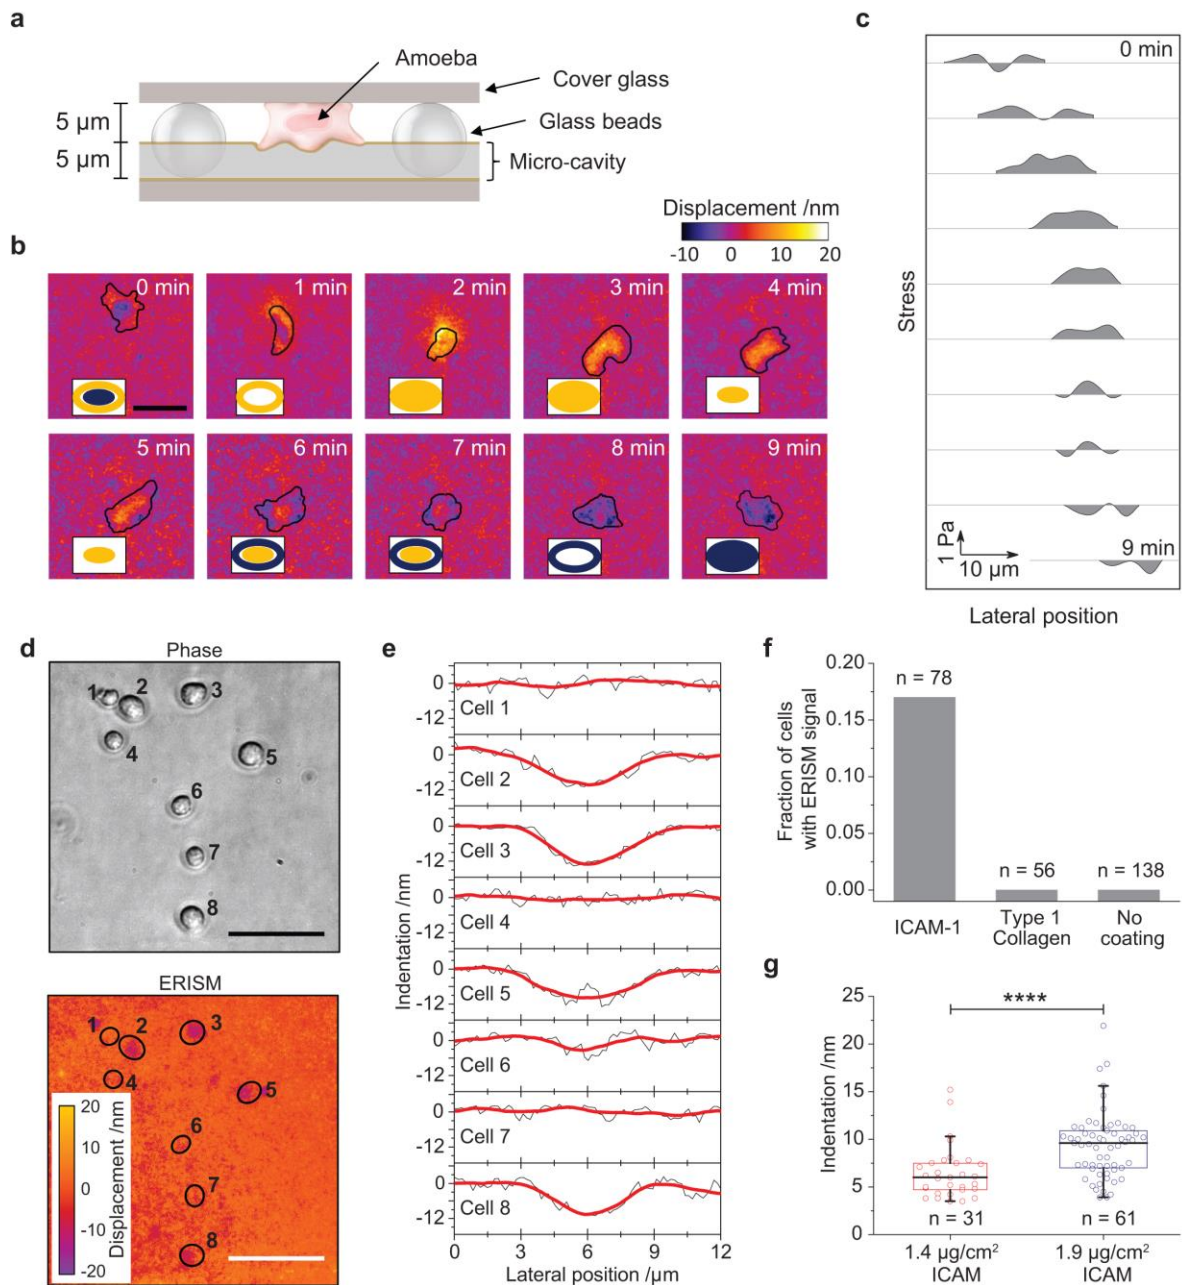 a
Amoeba
Cover glass
Glass beads
Micro-cavity
5 µm
5 µm
b
Displacement /nm
-10 0 10 20
0 min
1 min
2 min
3 min
4 min
5 min
6 min
7 min
8 min
9 min
c
0 min
Stress
1 Pa
10 µm
9 min
Lateral position
d
Phase
1
2
3
4
5
6
7
8
ERISM
1
2
3
4
5
6
7
8
20
10
0
-10
-20
Displacement /nm
e
0
-12
Cell 1
0
-12
Cell 2
0
-12
Cell 3
0
-12
Cell 4
0
-12
Cell 5
0
-12
Cell 6
0
-12
Cell 7
0
-12
Cell 8
Indentation /nm
0 3 6 9 12
Lateral position /µm
f
0.20
0.15
0.10
0.05
0.00
Fraction of cells
with ERISM signal
n = 78
n = 56
n = 138
ICAM-1
Type 1
Collagen
No
coating
g
25
20
15
10
5
0
Indentation /nm
****
n = 31
n = 61
1.4 µg/cm²
ICAM
1.9 µg/cm²
ICAM